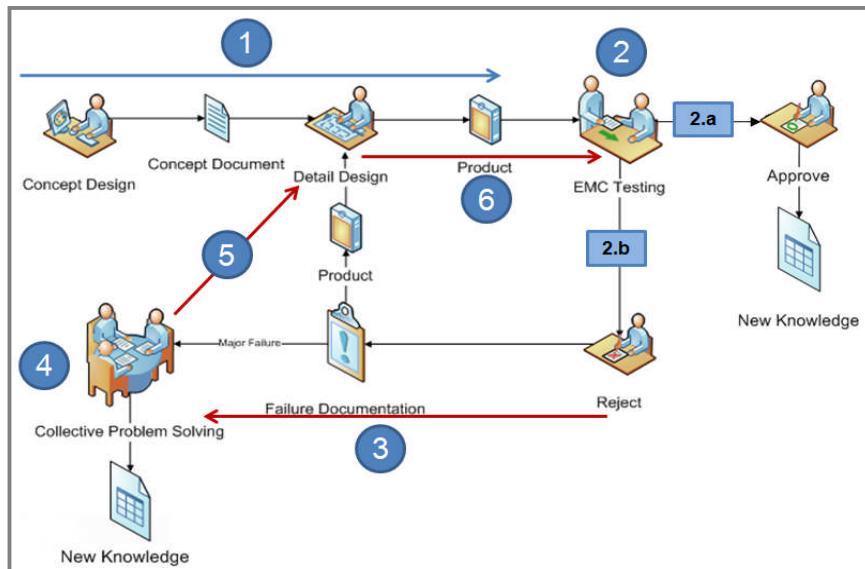 1
2
2.a
Concept Design
Concept Document
Detail Design
Product
EMC Testing
Approve
6
5
2.b
Product
New Knowledge
4
Major Failure
Failure Documentation
Reject
Collective Problem Solving
3
New Knowledge